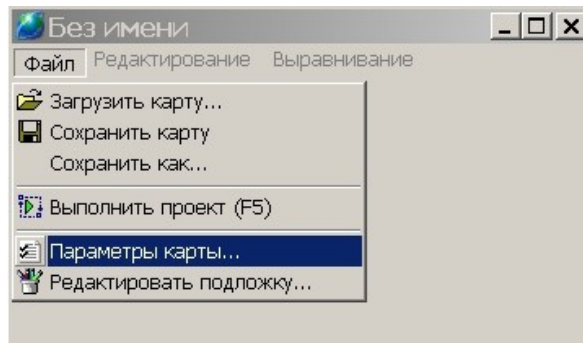 Без имени
Файл Редактирование Выравнивание
Загрузить карту...
Сохранить карту
Сохранить как...
Выполнить проект (F5)
Параметры карты...
Редактировать подложку...